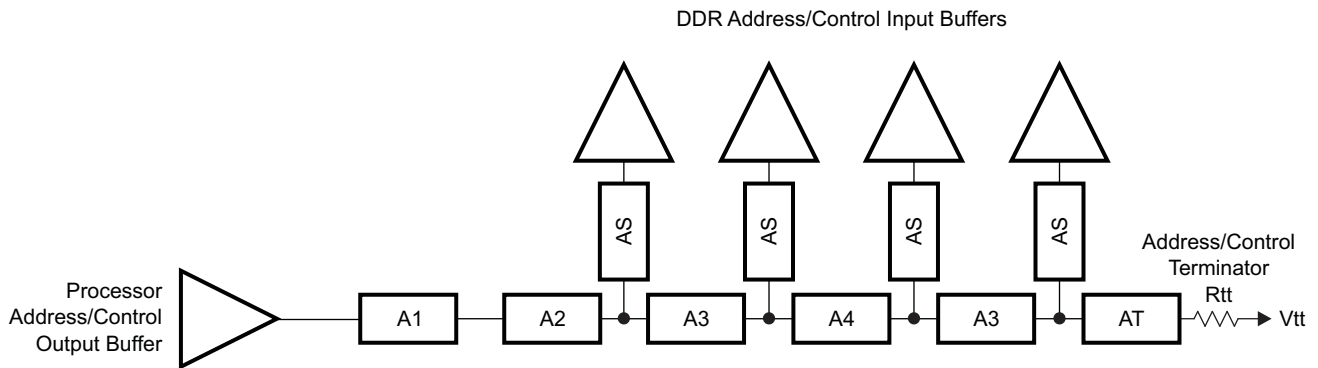 DDR Address/Control Input Buffers
AS
AS
AS
AS
Processor
Address/Control
Output Buffer
A1
A2
A3
A4
A3
AT
Address/Control
Terminator
Rtt
Vtt